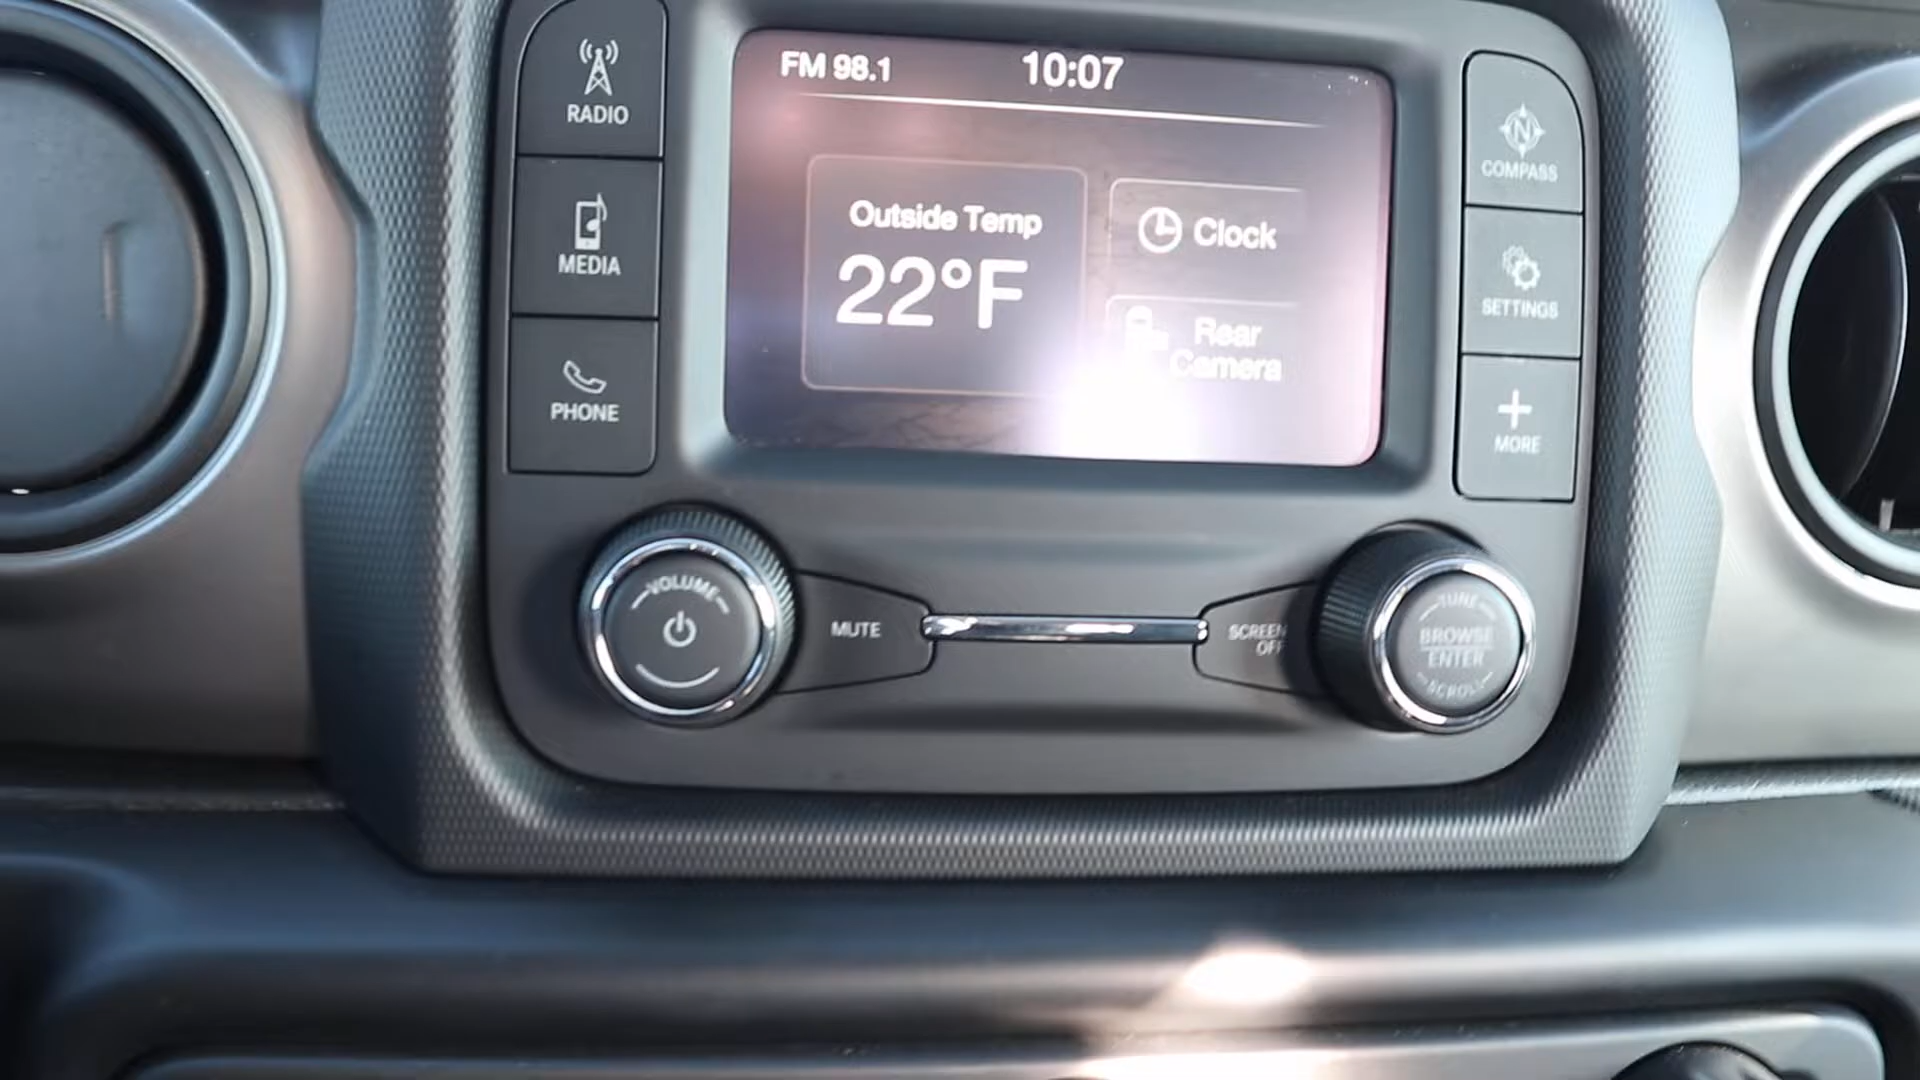 FM 98.1
10:07
RADIO
MEDIA
PHONE
Outside Temp
22°F
Clock
Rear
Camera
N
COMPASS
SETTINGS
MORE
VOLUME
MUTE
SCREEN
OFF
TUNE
BROWSE
ENTER
SCROLL